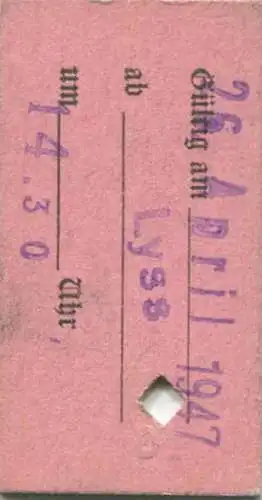 Gültig am 26 April 1947
ab Lyss
um 14.30 Uhr,